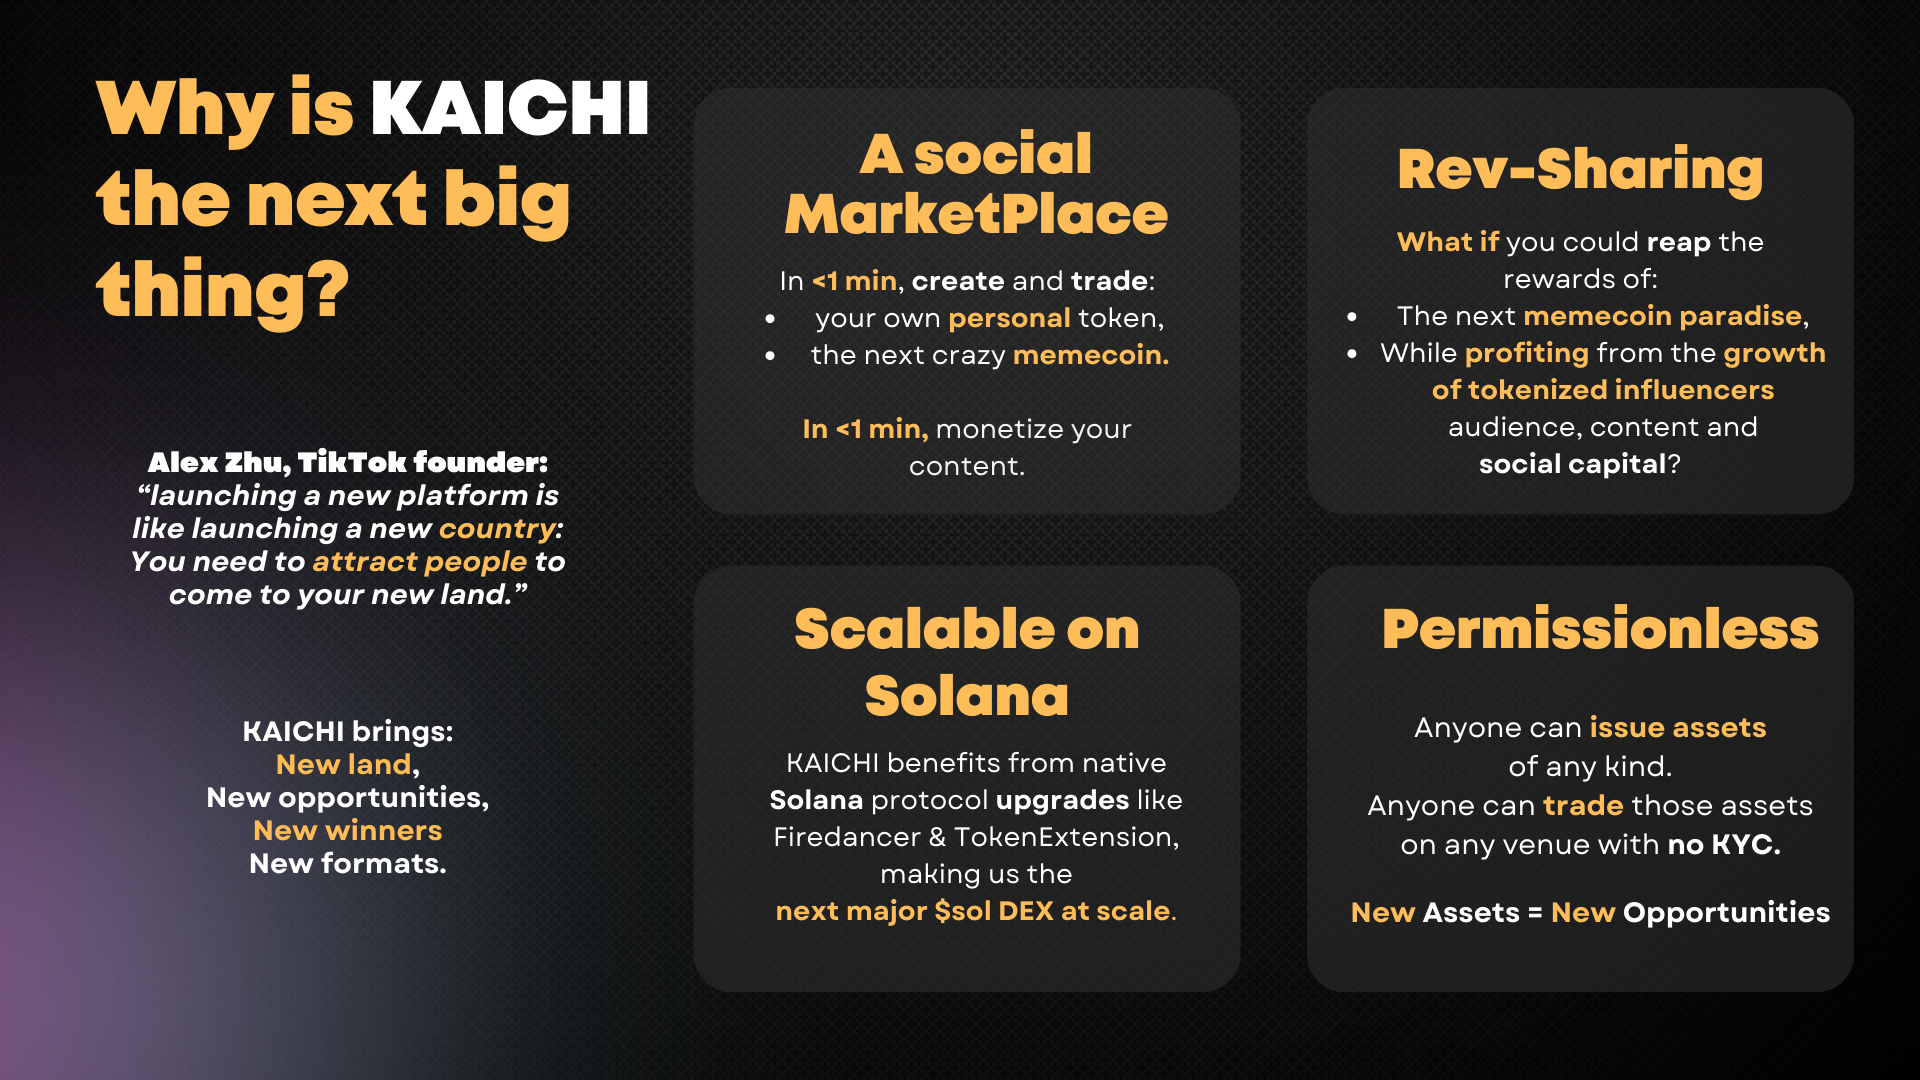 Why is KAICHI
the next big
thing?
Alex Zhu, TikTok founder:
“launching a new platform is
like launching a new country:
You need to attract people to
come to your new land.”
KAICHI brings:
New land,
New opportunities,
New winners
New formats.
A social
MarketPlace
In <1 min, create and trade:
• your own personal token,
• the next crazy memecoin.
In <1 min, monetize your
content.
Rev-Sharing
What if you could reap the
rewards of:
• The next memecoin paradise,
• While profiting from the growth
of tokenized influencers
audience, content and
social capital?
Scalable on
Solana
KAICHI benefits from native
Solana protocol upgrades like
Firedancer & TokenExtension,
making us the
next major $sol DEX at scale.
Permissionless
Anyone can issue assets
of any kind.
Anyone can trade those assets
on any venue with no KYC.
New Assets = New Opportunities